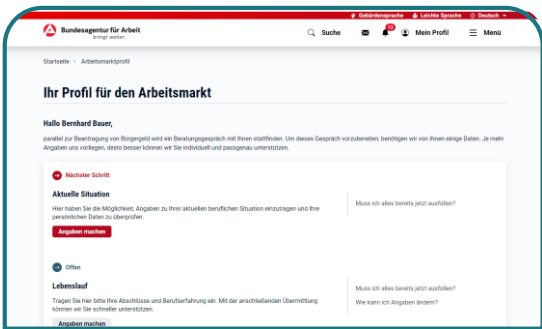 Gebärdensprache Leichte Sprache Deutsch
Bundesagentur für Arbeit
bringt weiter.
Suche Mein Profil Menü
Startseite Arbeitsmarktprofil
Ihr Profil für den Arbeitsmarkt
Hallo Bernhard Bauer,
parallel zur Beantragung von Bürgergeld wird ein Beratungsgespräch mit Ihnen stattfinden. Um dieses Gespräch vorzubereiten, benötigen wir von Ihnen einige Daten. Je mehr
Angaben uns vorliegen, desto besser können wir Sie individuell und passgenau unterstützen.
Nächster Schritt
Aktuelle Situation
Hier haben Sie die Möglichkeit, Angaben zu Ihrer aktuellen beruflichen Situation einzutragen und Ihre
persönlichen Daten zu überprüfen.
Muss ich alles bereits jetzt ausfüllen?
Angaben machen
Offen
Lebenslauf
Tragen Sie hier bitte Ihre Abschlüsse und Berufserfahrung ein. Mit der anschließenden Übermittlung
können wir Sie schneller unterstützen.
Muss ich alles bereits jetzt ausfüllen?
Wie kann ich Angaben ändern?
Angaben machen